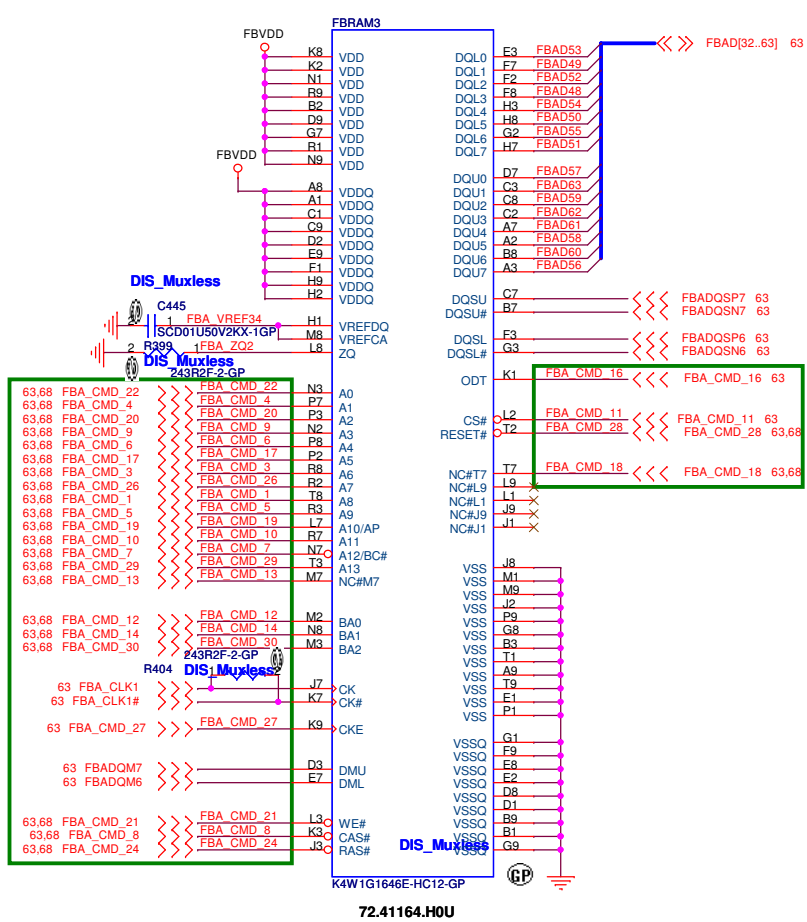 FBRAM3
FBVDD
K8 VDD
K2 VDD
N1 VDD
R9 VDD
B2 VDD
D9 VDD
G7 VDD
R1 VDD
N9 VDD
FBVDD
A8 VDDQ
A1 VDDQ
C1 VDDQ
C9 VDDQ
D2 VDDQ
E9 VDDQ
F1 VDDQ
H9 VDDQ
H2 VDDQ
DIS_Muxless
C445
2 1 FBA_VREF34 H1 VREFDQ
SCD01U50V2KX-1GP
M8 VREFCA
2 R399 1 FBA_ZQ2 L8 ZQ
DIS_Muxless
243R2F-2-GP
63,68 FBA_CMD_22 FBA_CMD_22 N3 A0
63,68 FBA_CMD_4 FBA_CMD_4 P7 A1
63,68 FBA_CMD_20 FBA_CMD_20 P3 A2
63,68 FBA_CMD_9 FBA_CMD_9 N2 A3
63,68 FBA_CMD_6 FBA_CMD_6 P8 A4
63,68 FBA_CMD_17 FBA_CMD_17 P2 A5
63,68 FBA_CMD_3 FBA_CMD_3 R8 A6
63,68 FBA_CMD_26 FBA_CMD_26 R2 A7
63,68 FBA_CMD_1 FBA_CMD_1 T8 A8
63,68 FBA_CMD_5 FBA_CMD_5 R3 A9
63,68 FBA_CMD_19 FBA_CMD_19 L7 A10/AP
63,68 FBA_CMD_10 FBA_CMD_10 R7 A11
63,68 FBA_CMD_7 FBA_CMD_7 N7 A12/BC#
63,68 FBA_CMD_29 FBA_CMD_29 T3 A13
63,68 FBA_CMD_13 FBA_CMD_13 M7 NC#M7
63,68 FBA_CMD_12 FBA_CMD_12 M2 BA0
63,68 FBA_CMD_14 FBA_CMD_14 N8 BA1
63,68 FBA_CMD_30 FBA_CMD_30 M3 BA2
243R2F-2-GP
R404 DIS_Muxless
63 FBA_CLK1 J7 CK
63 FBA_CLK1# K7 CK#
63 FBA_CMD_27 FBA_CMD_27 K9 CKE
63 FBADQM7 D3 DMU
63 FBADQM6 E7 DML
63,68 FBA_CMD_21 FBA_CMD_21 L3 WE#
63,68 FBA_CMD_8 FBA_CMD_8 K3 CAS#
63,68 FBA_CMD_24 FBA_CMD_24 J3 RAS#
DQL0 E3 FBAD53
FBAD[32..63] 63
DQL1 F7 FBAD49
DQL2 F2 FBAD52
DQL3 F8 FBAD48
DQL4 H3 FBAD54
DQL5 H8 FBAD50
DQL6 G2 FBAD55
DQL7 H7 FBAD51
DQU0 D7 FBAD57
DQU1 C3 FBAD63
DQU2 C8 FBAD59
DQU3 C2 FBAD62
DQU4 A7 FBAD61
DQU5 A2 FBAD58
DQU6 B8 FBAD60
DQU7 A3 FBAD56
DQSU C7 FBADQSP7 63
DQSU# B7 FBADQSN7 63
DQSL F3 FBADQSP6 63
DQSL# G3 FBADQSN6 63
ODT K1 FBA_CMD_16 FBA_CMD_16 63
CS# L2 FBA_CMD_11 FBA_CMD_11 63
RESET# T2 FBA_CMD_28 FBA_CMD_28 63,68
NC#T7 T7 FBA_CMD_18 FBA_CMD_18 63,68
NC#L9 L9
NC#L1 L1
NC#J9 J9
NC#J1 J1
VSS J8
VSS M1
VSS M9
VSS J2
VSS P9
VSS G8
VSS B3
VSS T1
VSS A9
VSS T9
VSS E1
VSS P1
VSSQ G1
VSSQ F9
VSSQ E8
VSSQ E2
VSSQ D8
VSSQ D1
VSSQ B9
VSSQ B1
VSSQ G9
DIS_Muxless
GP
K4W1G1646E-HC12-GP
72.41164.H0U